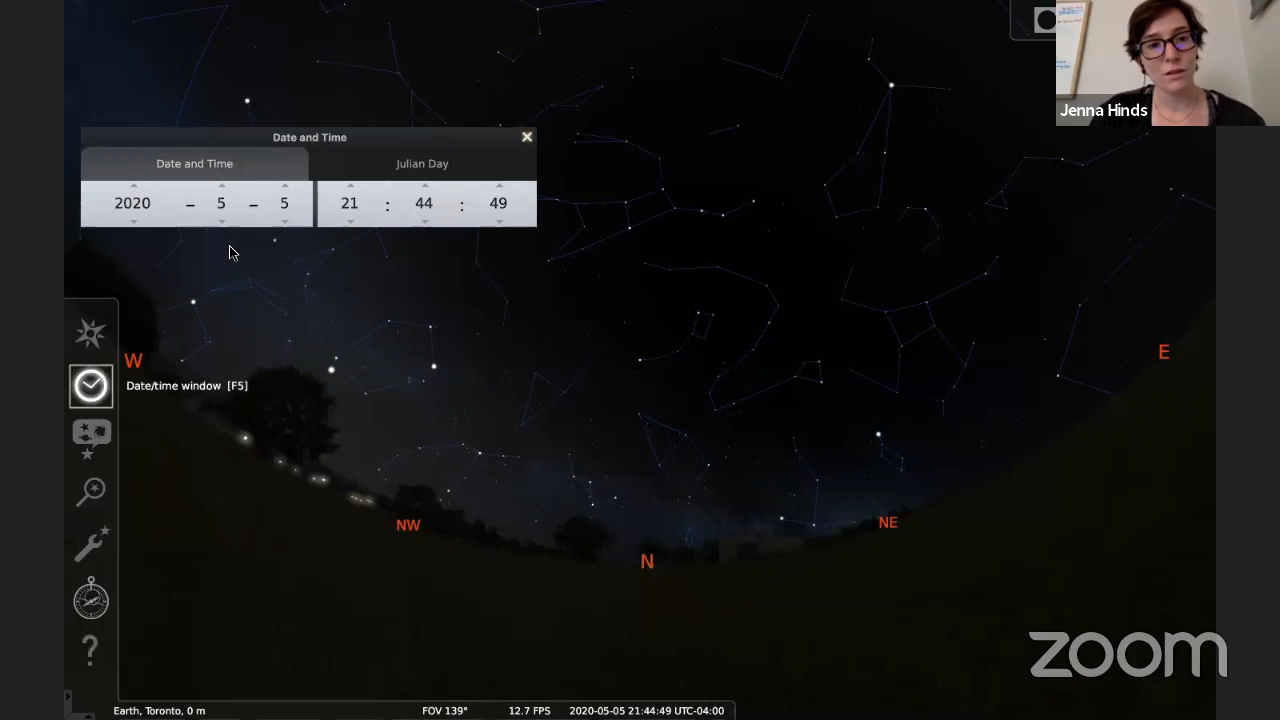 Jenna Hinds
Date and Time
Date and Time
Julian Day
2020 - 5 - 5 21 : 44 : 49
W
E
Date/time window [F5]
NW
NE
N
zoom
Earth, Toronto, 0 m FOV 139° 12.7 FPS 2020-05-05 21:44:49 UTC-04:00